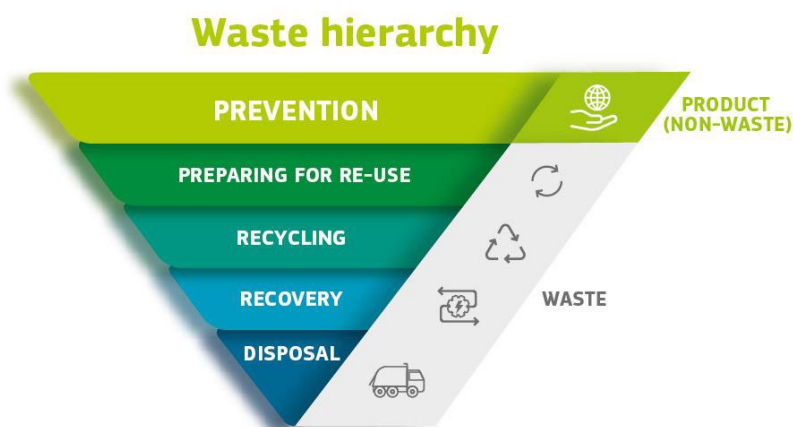 Waste hierarchy
PREVENTION
PRODUCT
(NON-WASTE)
PREPARING FOR RE-USE
RECYCLING
RECOVERY
WASTE
DISPOSAL